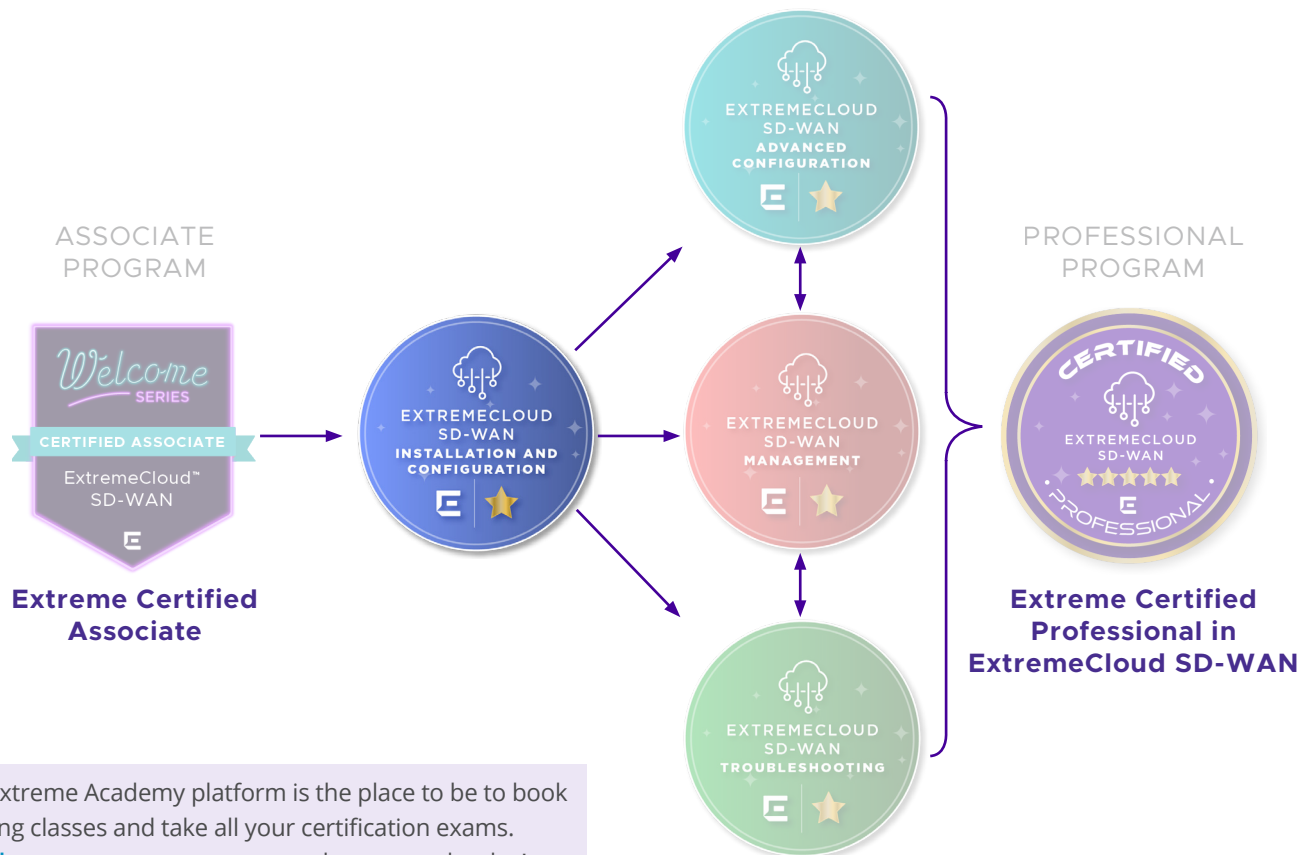 ASSOCIATE
PROGRAM
Welcome
SERIES
CERTIFIED ASSOCIATE
ExtremeCloud™
SD-WAN
Extreme Certified
Associate
EXTREMECLOUD
SD-WAN
INSTALLATION AND
CONFIGURATION
EXTREMECLOUD
SD-WAN
ADVANCED
CONFIGURATION
EXTREMECLOUD
SD-WAN
MANAGEMENT
EXTREMECLOUD
SD-WAN
TROUBLESHOOTING
PROFESSIONAL
PROGRAM
CERTIFIED
EXTREMECLOUD
SD-WAN
PROFESSIONAL
Extreme Certified
Professional in
ExtremeCloud SD-WAN
xtreme Academy platform is the place to be to book
ng classes and take all your certification exams.